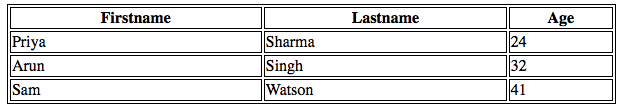 Firstname Lastname Age
Priya Sharma 24
Arun Singh 32
Sam Watson 41